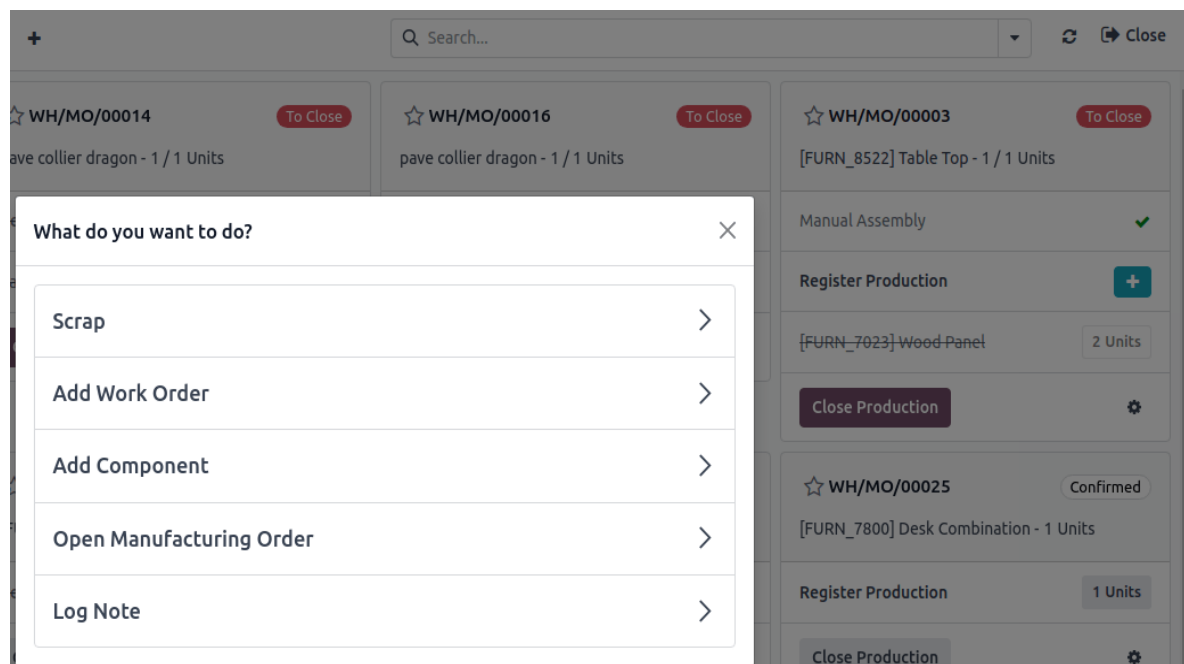 Search...
Close
WH/MO/00014
To Close
WH/MO/00016
To Close
WH/MO/00003
To Close
collier dragon - 1 / 1 Units
pave collier dragon - 1 / 1 Units
[FURN_8522] Table Top - 1 / 1 Units
What do you want to do?
Scrap
Add Work Order
Add Component
Open Manufacturing Order
Log Note
Manual Assembly
Register Production
[FURN_7023] Wood Panel
2 Units
Close Production
WH/MO/00025
Confirmed
[FURN_7800] Desk Combination - 1 Units
Register Production
1 Units
Close Production